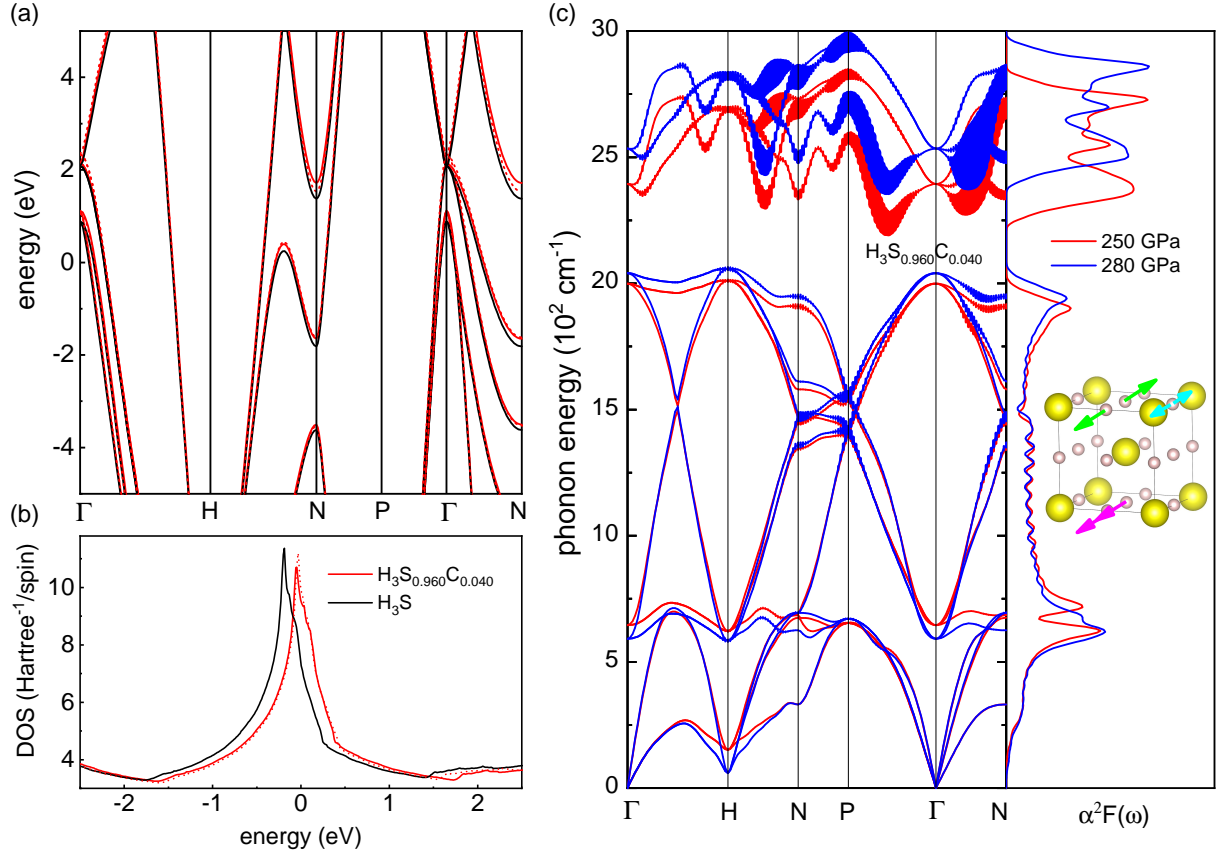 (a)
energy (eV)
4
2
0
-2
-4
Γ
H
N
P
Γ
N
(b)
DOS (Hartree⁻¹/spin)
10
8
6
4
H₃S₀.₉₆₀C₀.₀₄₀
H₃S
-2
-1
0
1
2
energy (eV)
(c)
phonon energy (10² cm⁻¹)
30
25
20
15
10
5
0
H₃S₀.₉₆₀C₀.₀₄₀
250 GPa
280 GPa
Γ
H
N
P
Γ
N
α²F(ω)